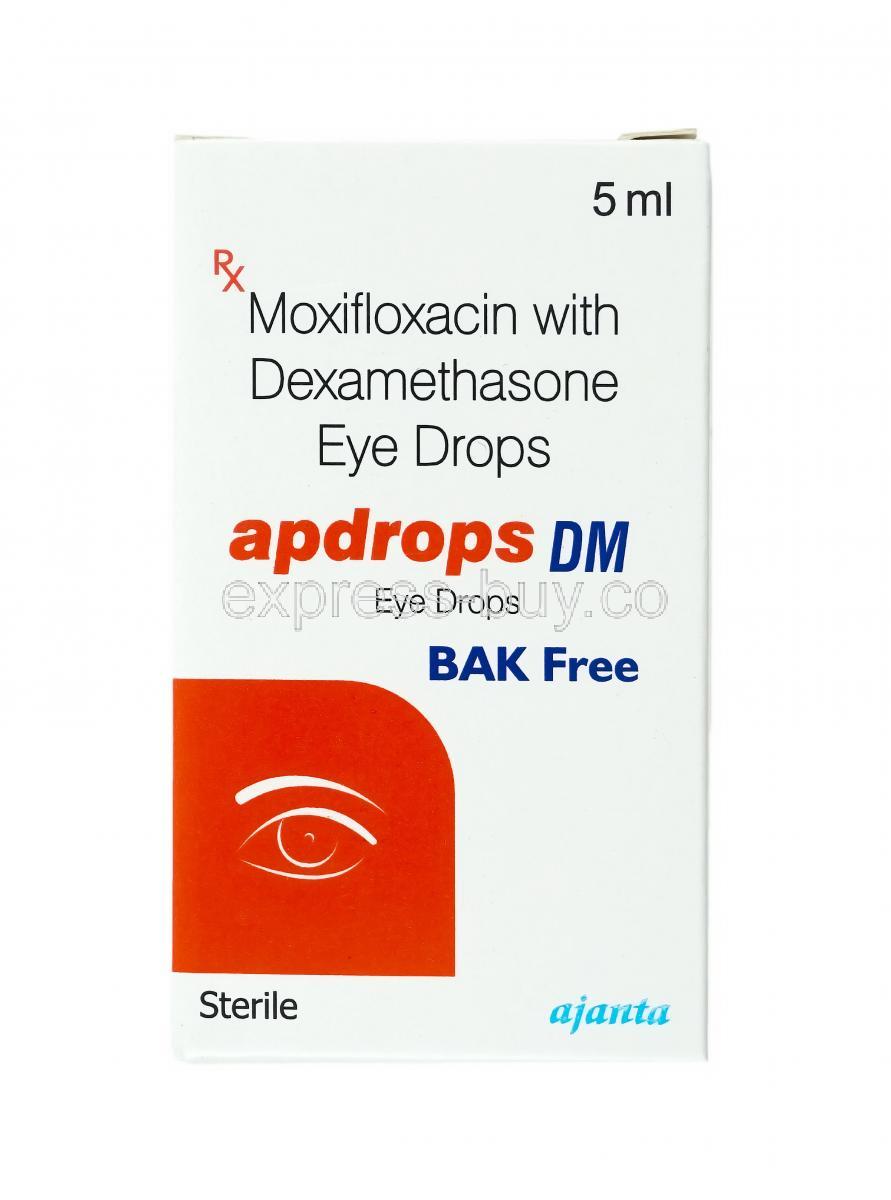 5 ml
Rx
Moxifloxacin with
Dexamethasone
Eye Drops
apdrops DM
Eye Drops
express-buy.co
BAK Free
Sterile
ajanta